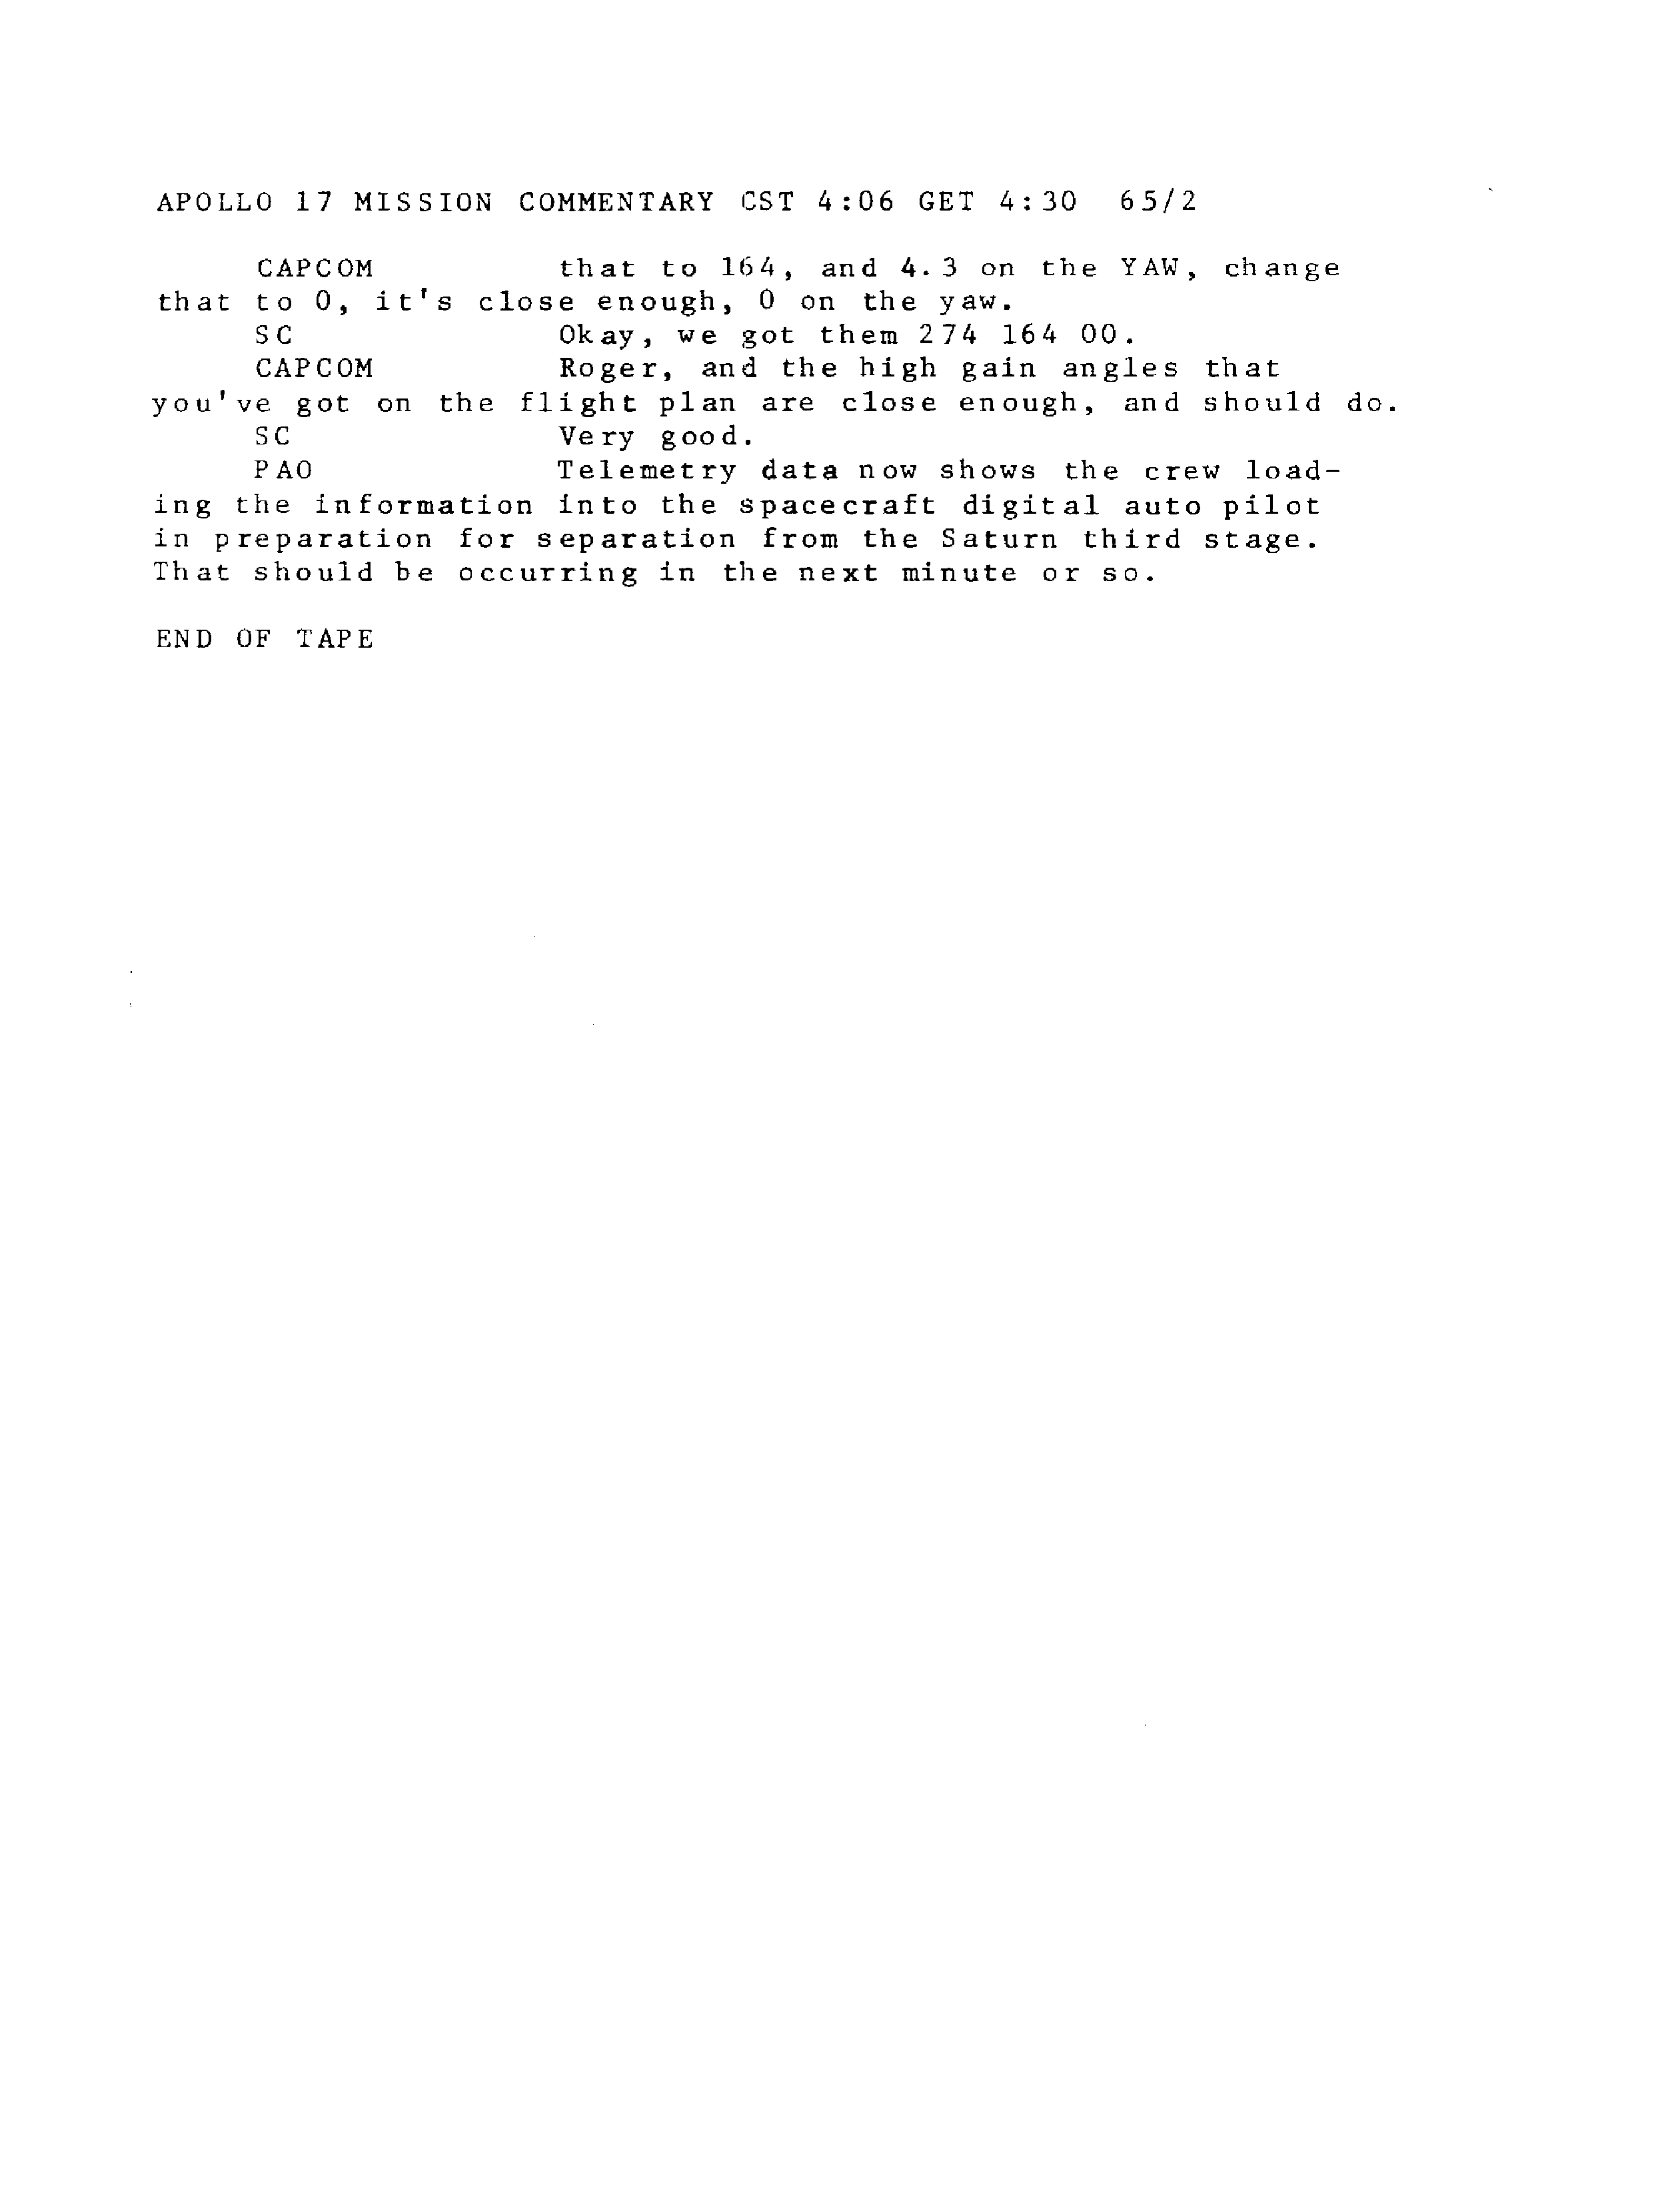 APOLLO 17 MISSION COMMENTARY CST 4:06 GET 4:30 65/2
CAPCOM that to 164, and 4.3 on the YAW, change
that to 0, it's close enough, 0 on the yaw.
SC Okay, we got them 274 164 00.
CAPCOM Roger, and the high gain angles that
you've got on the flight plan are close enough, and should do.
SC Very good.
PAO Telemetry data now shows the crew load-
ing the information into the spacecraft digital auto pilot
in preparation for separation from the Saturn third stage.
That should be occurring in the next minute or so.
END OF TAPE